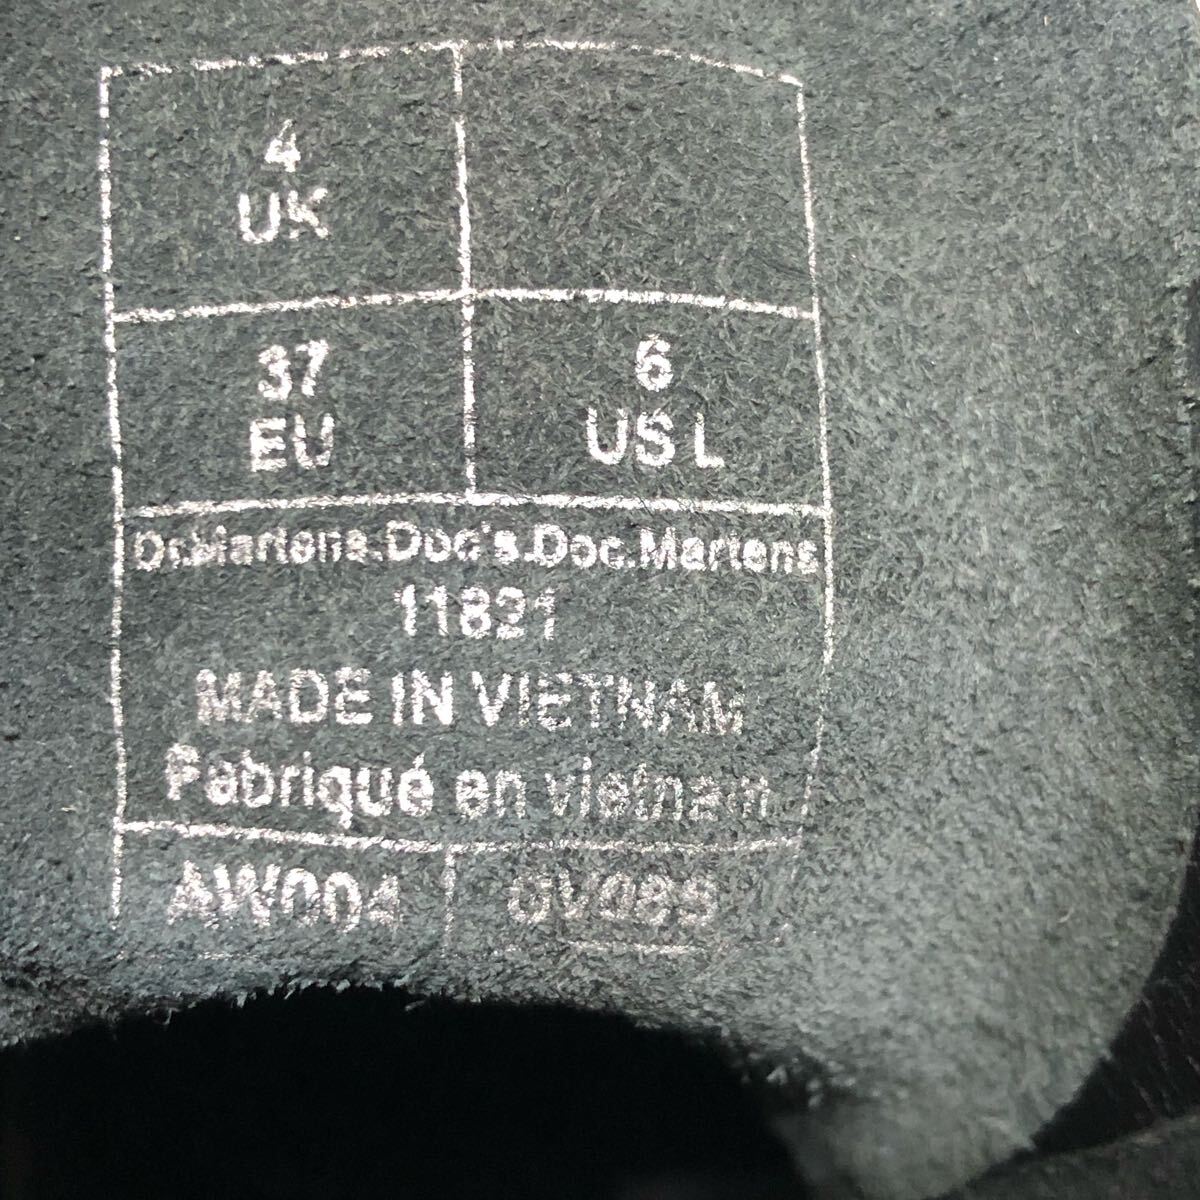 4
UK
37
EU
6
US L
Dr.Martens.Doc's.Doc.Martens
11821
MADE IN VIETNAM
Fabriqué en vietnam
AW004